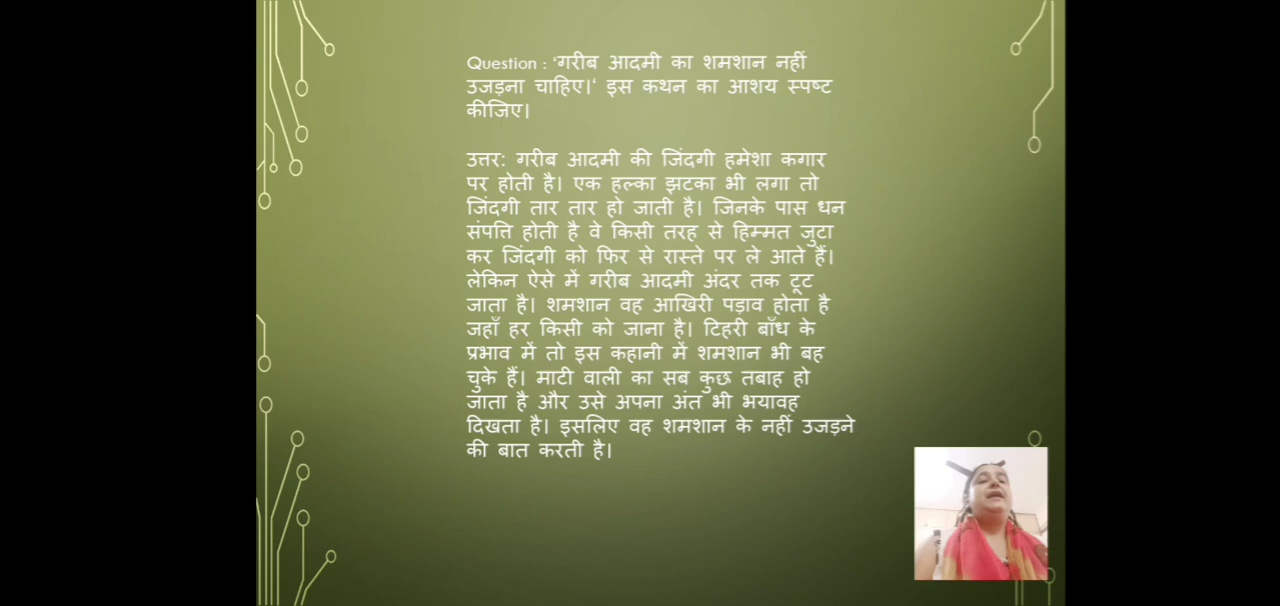 Question : ‘गरीब आदमी का शमशान नहीं
उजड़ना चाहिए।‘ इस कथन का आशय स्पष्ट
कीजिए।
उत्तर: गरीब आदमी की जिंदगी हमेशा कगार
पर होती है। एक हल्का झटका भी लगा तो
जिंदगी तार तार हो जाती है। जिनके पास धन
संपत्ति होती है वे किसी तरह से हिम्मत जुटा
कर जिंदगी को फिर से रास्ते पर ले आते हैं।
लेकिन ऐसे में गरीब आदमी अंदर तक टूट
जाता है। शमशान वह आखिरी पड़ाव होता है
जहाँ हर किसी को जाना है। टिहरी बाँध के
प्रभाव में तो इस कहानी में शमशान भी बह
चुके हैं। माटी वाली का सब कुछ तबाह हो
जाता है और उसे अपना अंत भी भयावह
दिखता है। इसलिए वह शमशान के नहीं उजड़ने
की बात करती है।